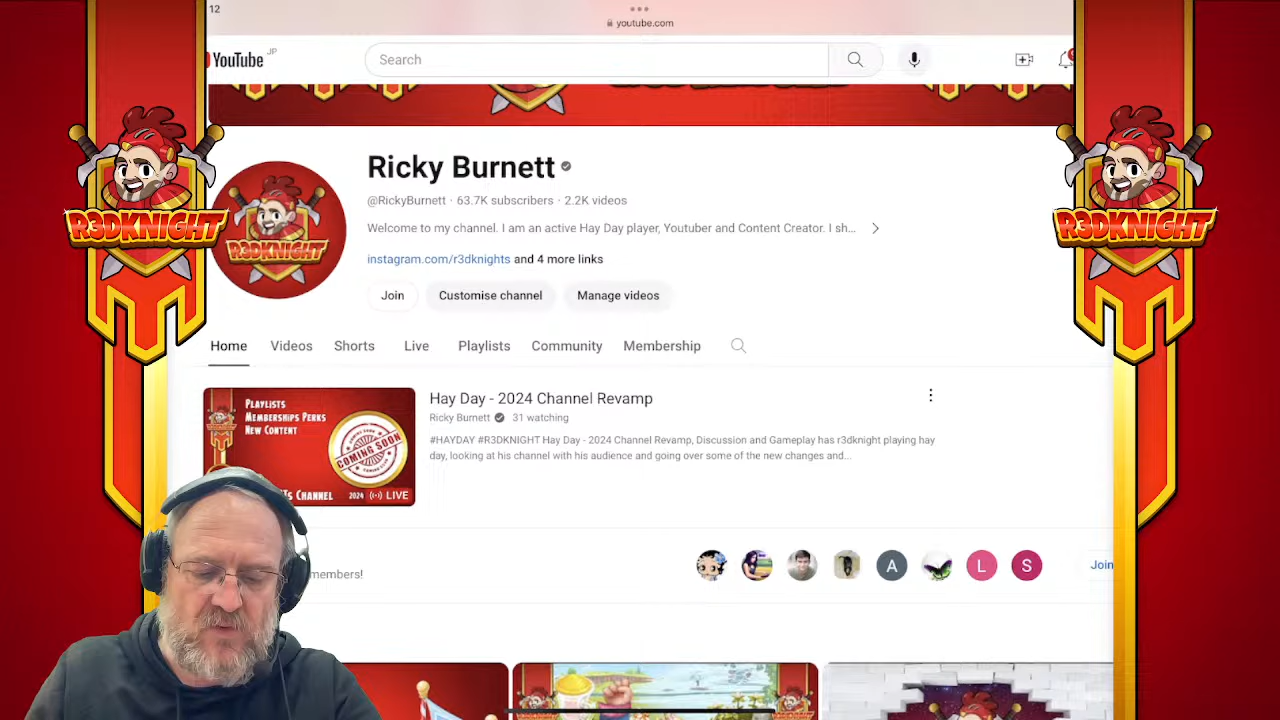 12
youtube.com
YouTube JP
Search
Ricky Burnett
@RickyBurnett · 63.7K subscribers · 2.2K videos
Welcome to my channel. I am an active Hay Day player, Youtuber and Content Creator. I sh...
instagram.com/r3dknights and 4 more links
Join
Customise channel
Manage videos
R3DKNIGHT
R3DKNIGHT
R3DKNIGHT
Home
Videos
Shorts
Live
Playlists
Community
Membership
PLAYLISTS
MEMBERSHIPS PERKS
NEW CONTENT
COMING SOON
CHANNEL
2024
LIVE
Hay Day - 2024 Channel Revamp
Ricky Burnett 31 watching
#HAYDAY #R3DKNIGHT Hay Day - 2024 Channel Revamp, Discussion and Gameplay has r3dknight playing hay
day, looking at his channel with his audience and going over some of the new changes and...
members!
A
L
S
Join